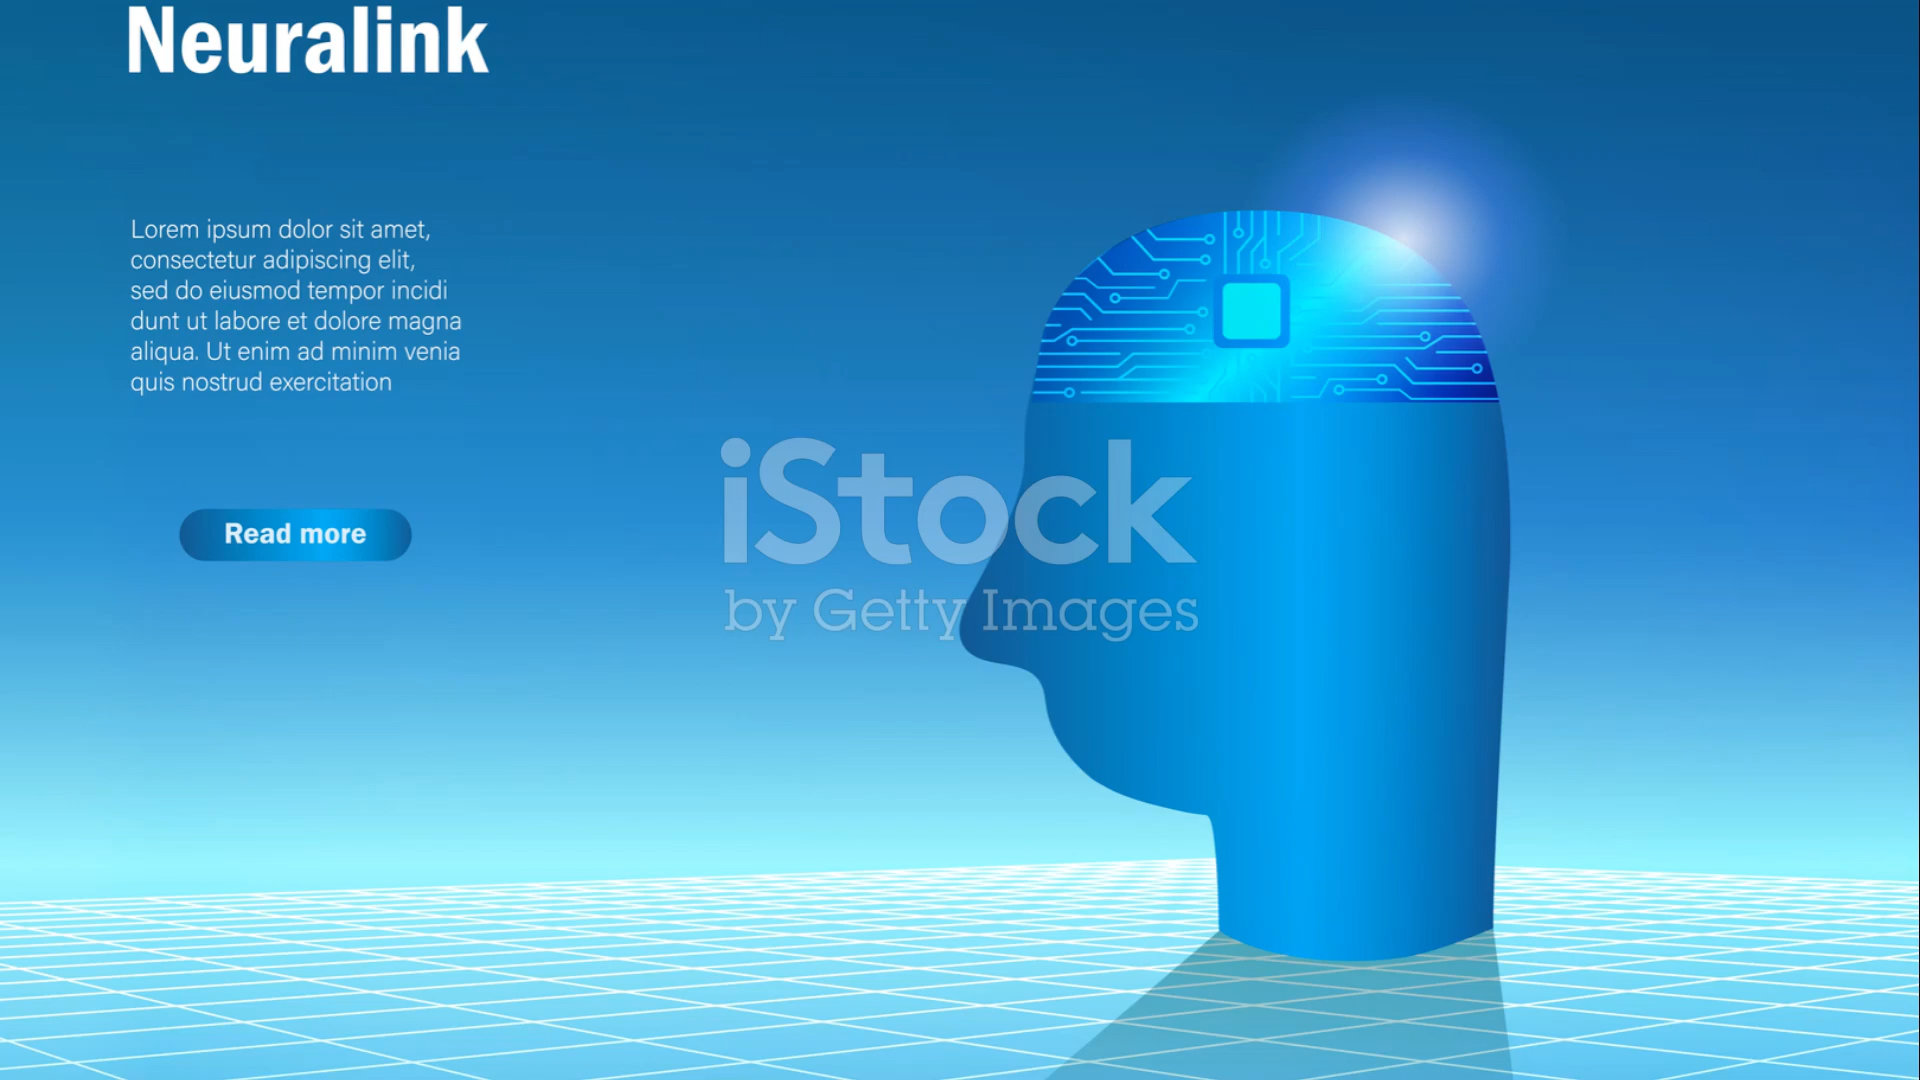 Neuralink
Lorem ipsum dolor sit amet,
consectetur adipiscing elit,
sed do eiusmod tempor incidi
dunt ut labore et dolore magna
aliqua. Ut enim ad minim venia
quis nostrud exercitation
Read more
iStock
by Getty Images